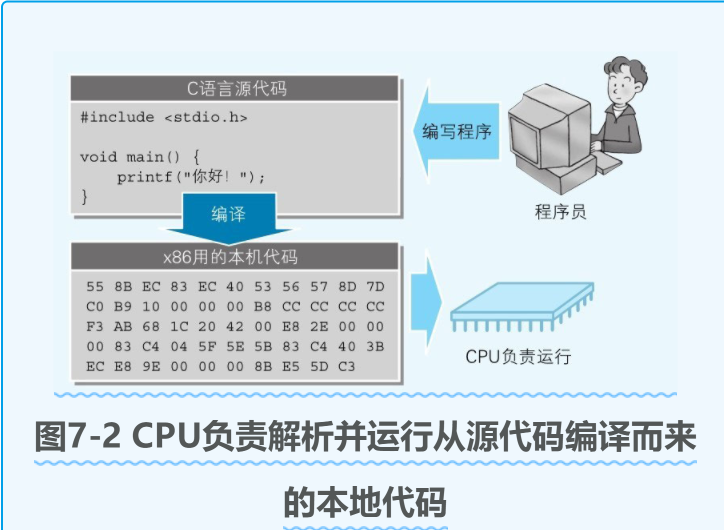 C语言源代码
#include <stdio.h>
void main() {
printf("你好！");
}
编写程序
程序员
编译
x86用的本机代码
55 8B EC 83 EC 40 53 56 57 8D 7D
C0 B9 10 00 00 00 B8 CC CC CC CC
F3 AB 68 1C 20 42 00 E8 2E 00 00
00 83 C4 04 5F 5E 5B 83 C4 40 3B
EC E8 9E 00 00 00 8B E5 5D C3
CPU负责运行
图7-2 CPU负责解析并运行从源代码编译而来
的本地代码